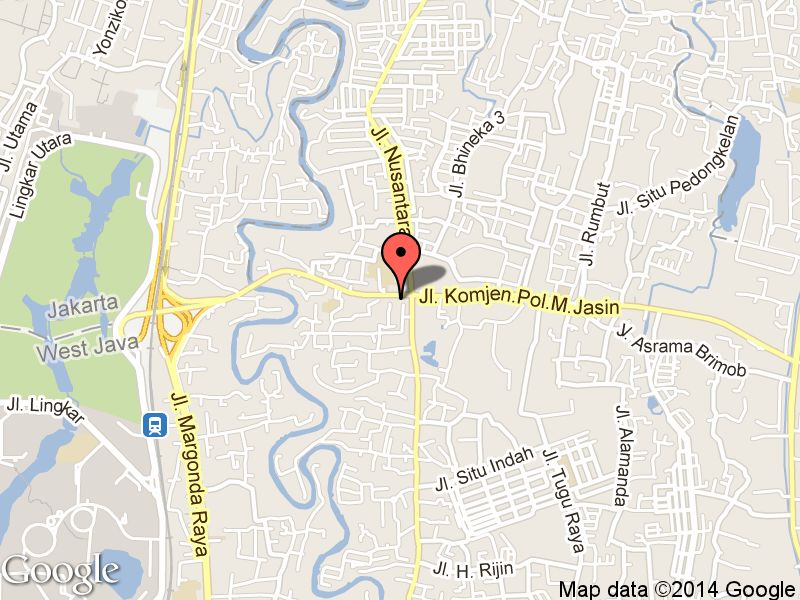 Yonziko
Jl. Utama
Lingkar Utara
Jl. Nusantara
Jl. Bhineka 3
Jl. Rumbut
Jl. Situ Pedongkelan
Jakarta
West Java
Jl. Komjen.Pol.M.Jasin
Jl. Asrama Brimob
Jl. Lingkar
Jl. Margonda Raya
Jl. Situ Indah
Jl. Tugu Raya
Jl. Alamanda
Jl. H. Rijin
Google
Map data ©2014 Google